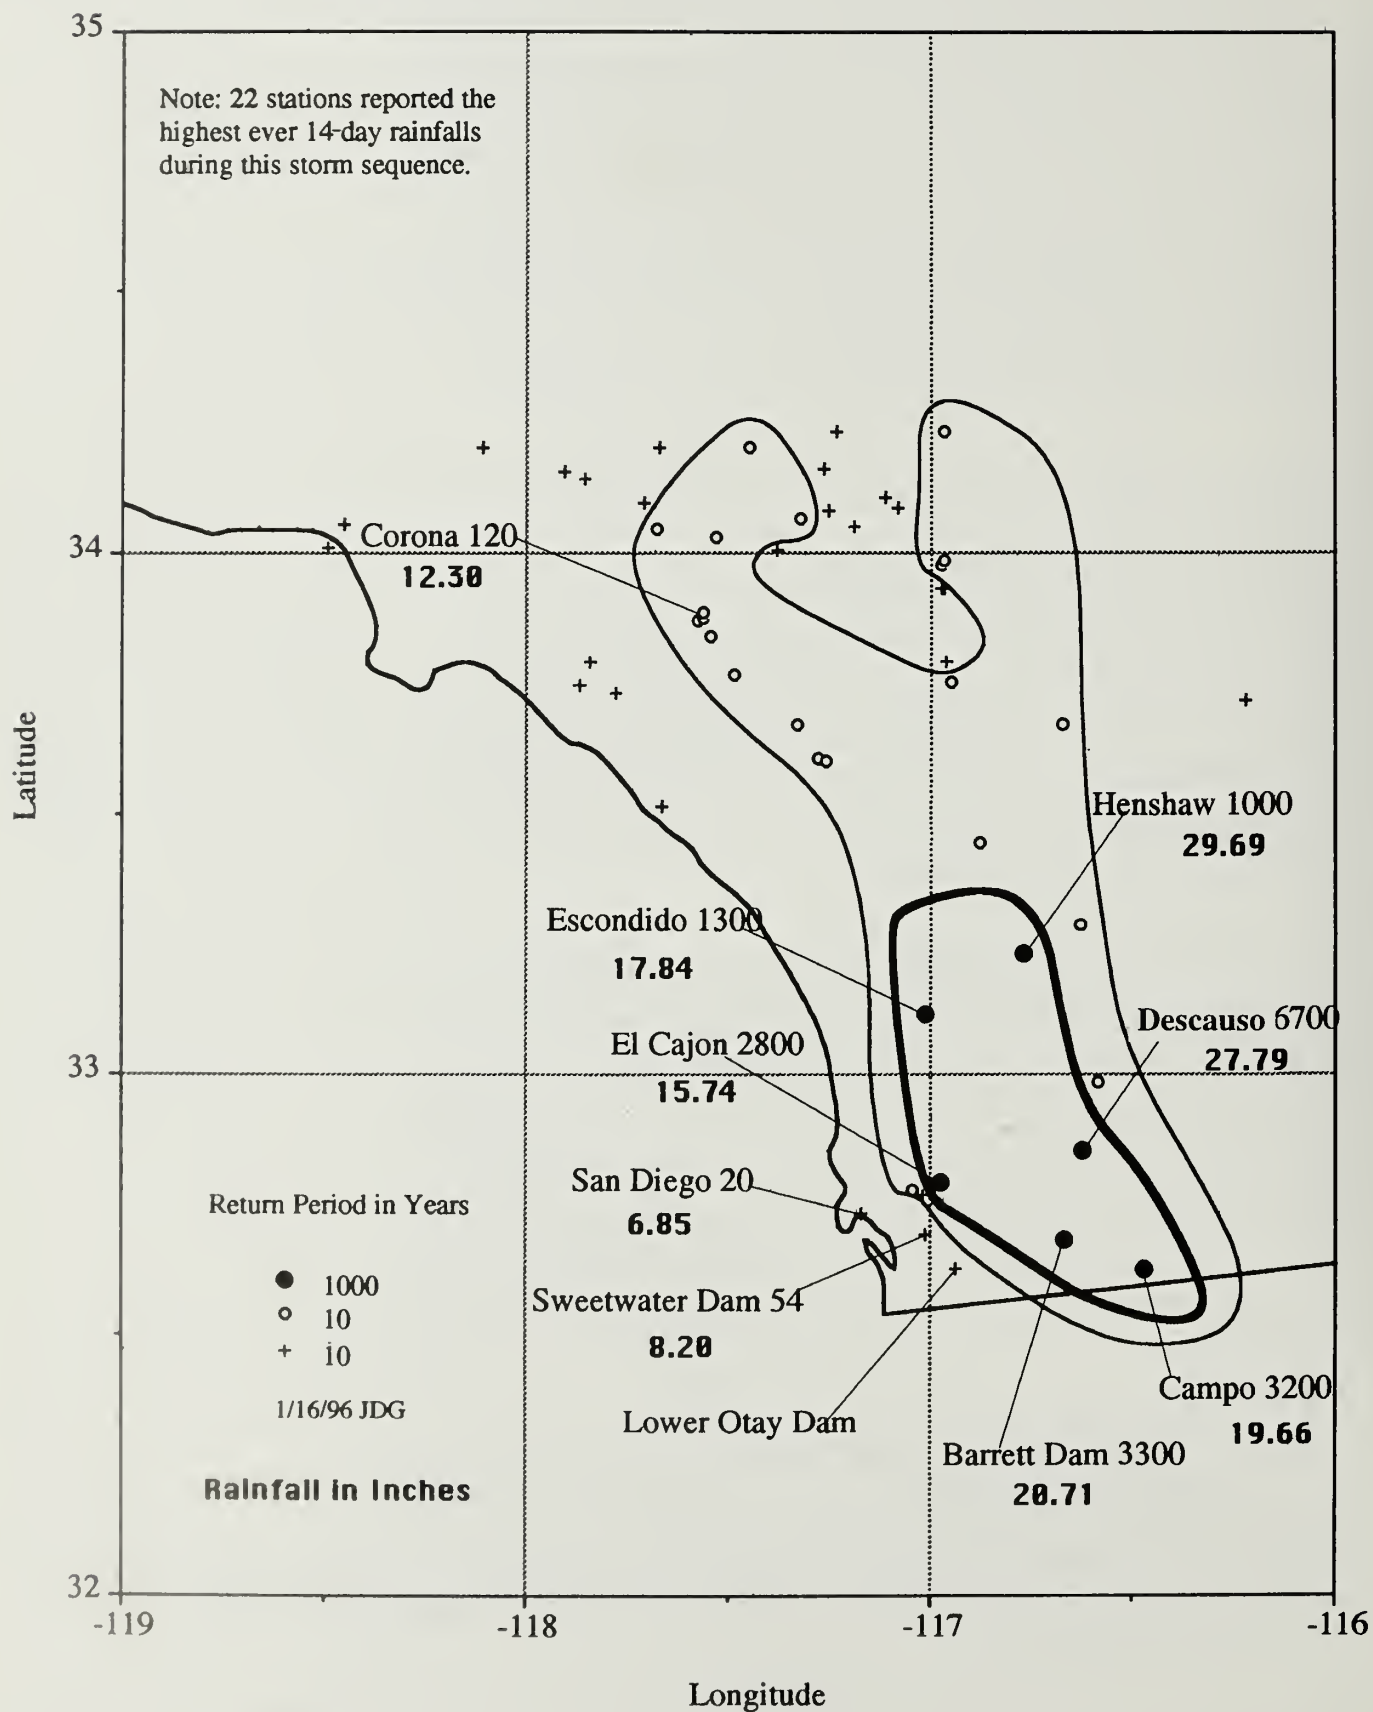 35
Note: 22 stations reported the
highest ever 14-day rainfalls
during this storm sequence.
34
Corona 120
12.30
Latitude
Henshaw 1000
29.69
Escondido 1300
17.84
Descauso 6700
27.79
El Cajon 2800
15.74
33
San Diego 20
6.85
Return Period in Years
1000
10
10
Sweetwater Dam 54
8.20
1/16/96 JDG
Lower Otay Dam
Campo 3200
19.66
Barrett Dam 3300
20.71
Rainfall in Inches
32
-119
-118
-117
-116
Longitude